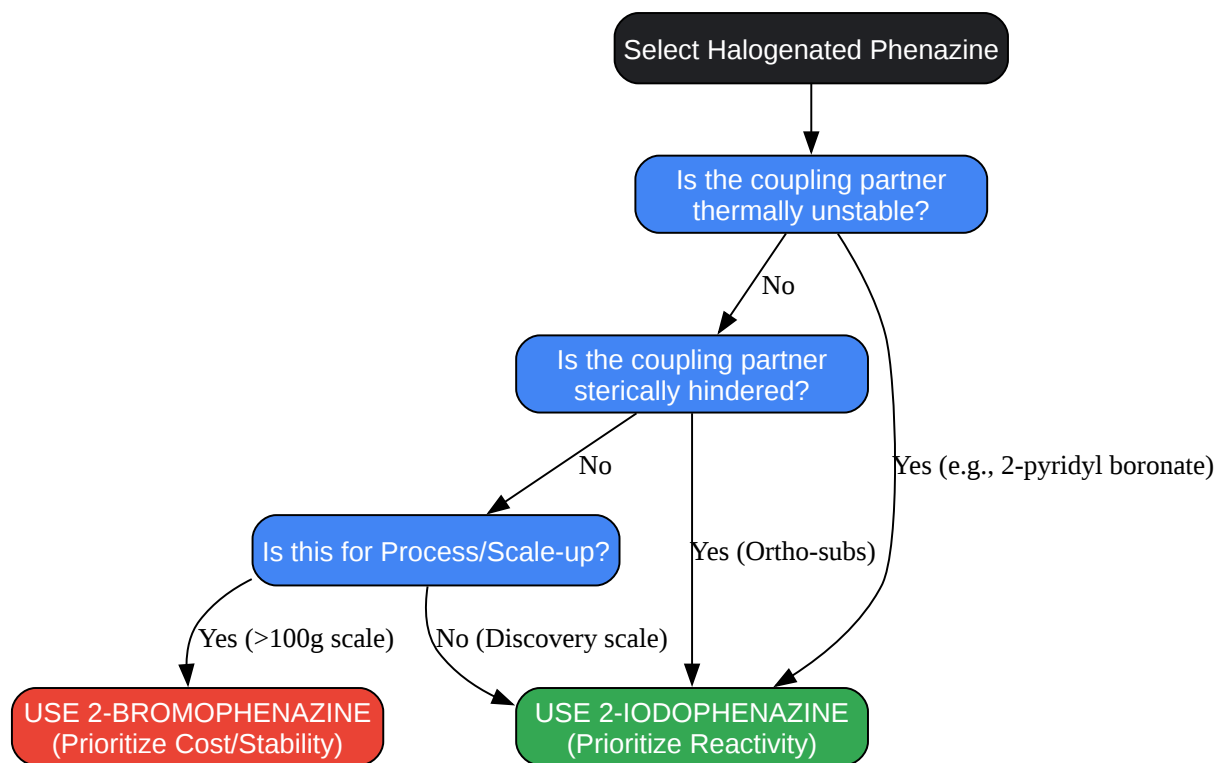 Select Halogenated Phenazine
Is the coupling partner
thermally unstable?
No
Is the coupling partner
sterically hindered?
No
Yes (e.g., 2-pyridyl boronate)
Is this for Process/Scale-up?
Yes (Ortho-subs)
Yes (>100g scale)
No (Discovery scale)
USE 2-BROMOPHENAZINE
(Prioritize Cost/Stability)
USE 2-IODOPHENAZINE
(Prioritize Reactivity)